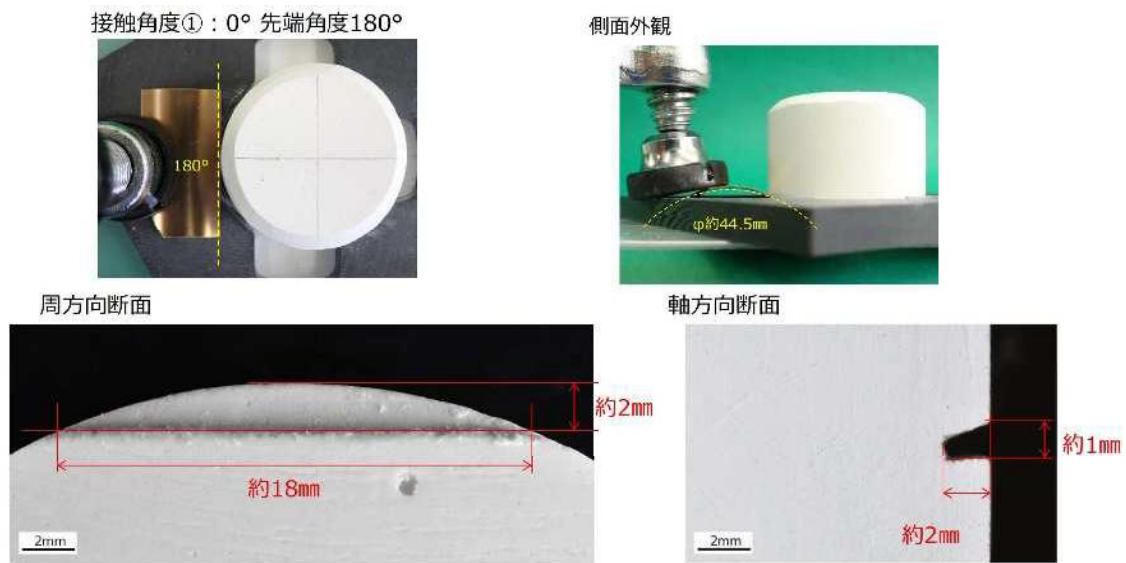 接触角度①：0° 先端角度180°
側面外観
180°
φ約44.5㎜
周方向断面
軸方向断面
約2㎜
約18㎜
2mm
約1㎜
約2㎜
2mm